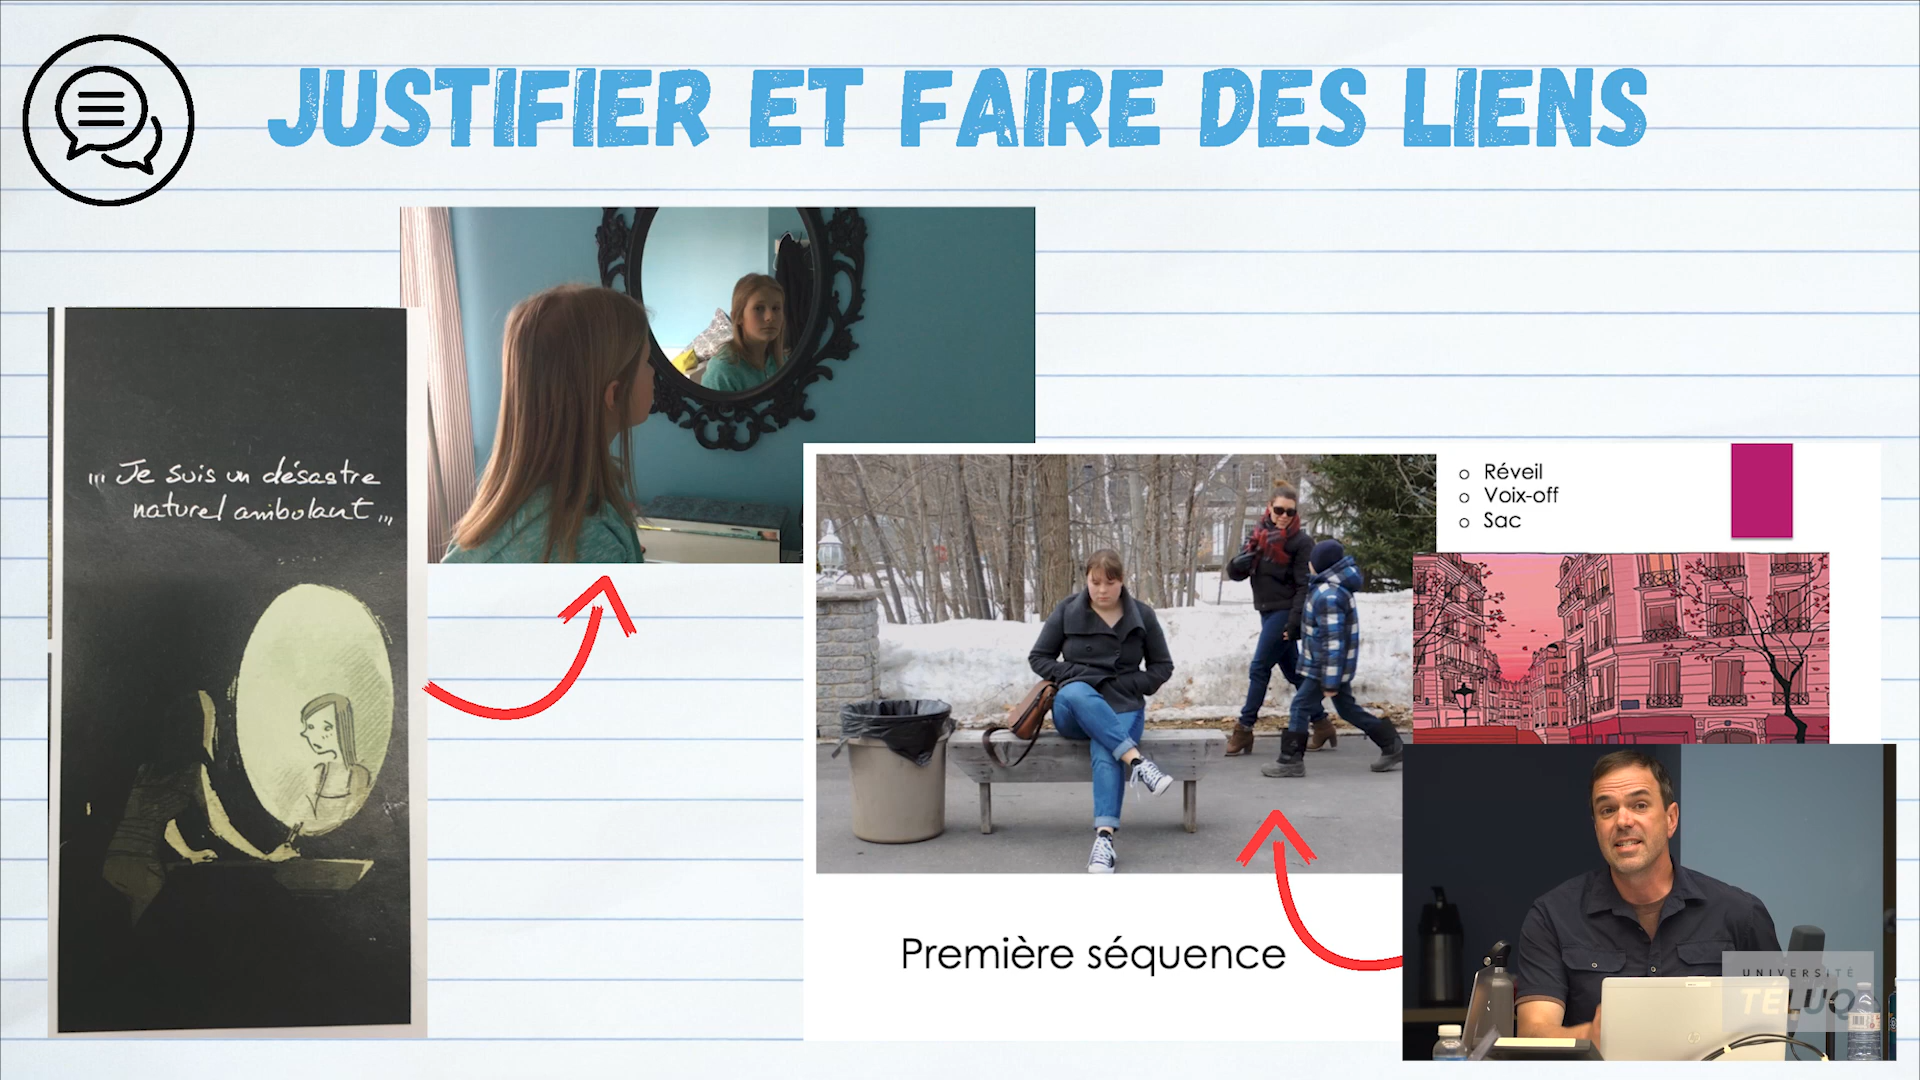 JUSTIFIER ET FAIRE DES LIENS
... Je suis un désastre
naturel ambulant ...
Réveil
Voix-off
Sac
Première séquence
UNIVERSITÉ
TÉLUQ